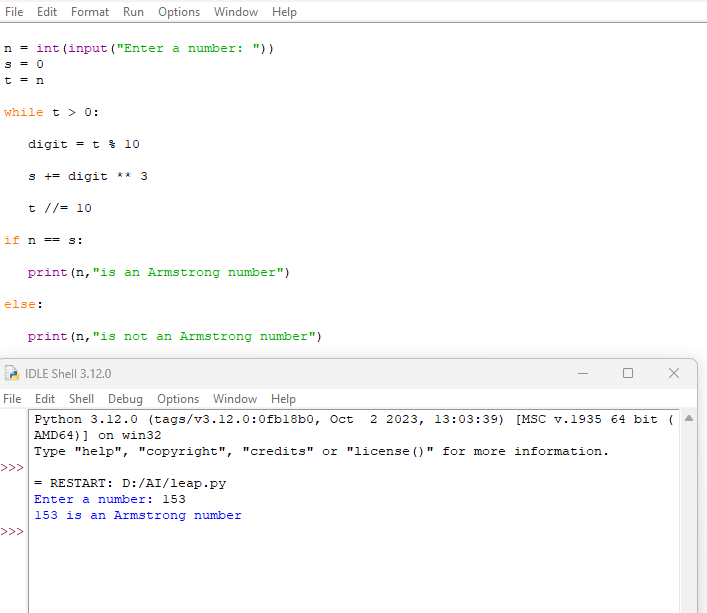 File Edit Format Run Options Window Help
n = int(input("Enter a number: "))
s = 0
t = n
while t > 0:
digit = t % 10
s += digit ** 3
t //= 10
if n == s:
print(n,"is an Armstrong number")
else:
print(n,"is not an Armstrong number")
IDLE Shell 3.12.0
File Edit Shell Debug Options Window Help
Python 3.12.0 (tags/v3.12.0:0fb18b0, Oct 2 2023, 13:03:39) [MSC v.1935 64 bit (
AMD64)] on win32
Type "help", "copyright", "credits" or "license()" for more information.
>>>
= RESTART: D:/AI/leap.py
Enter a number: 153
153 is an Armstrong number
>>>